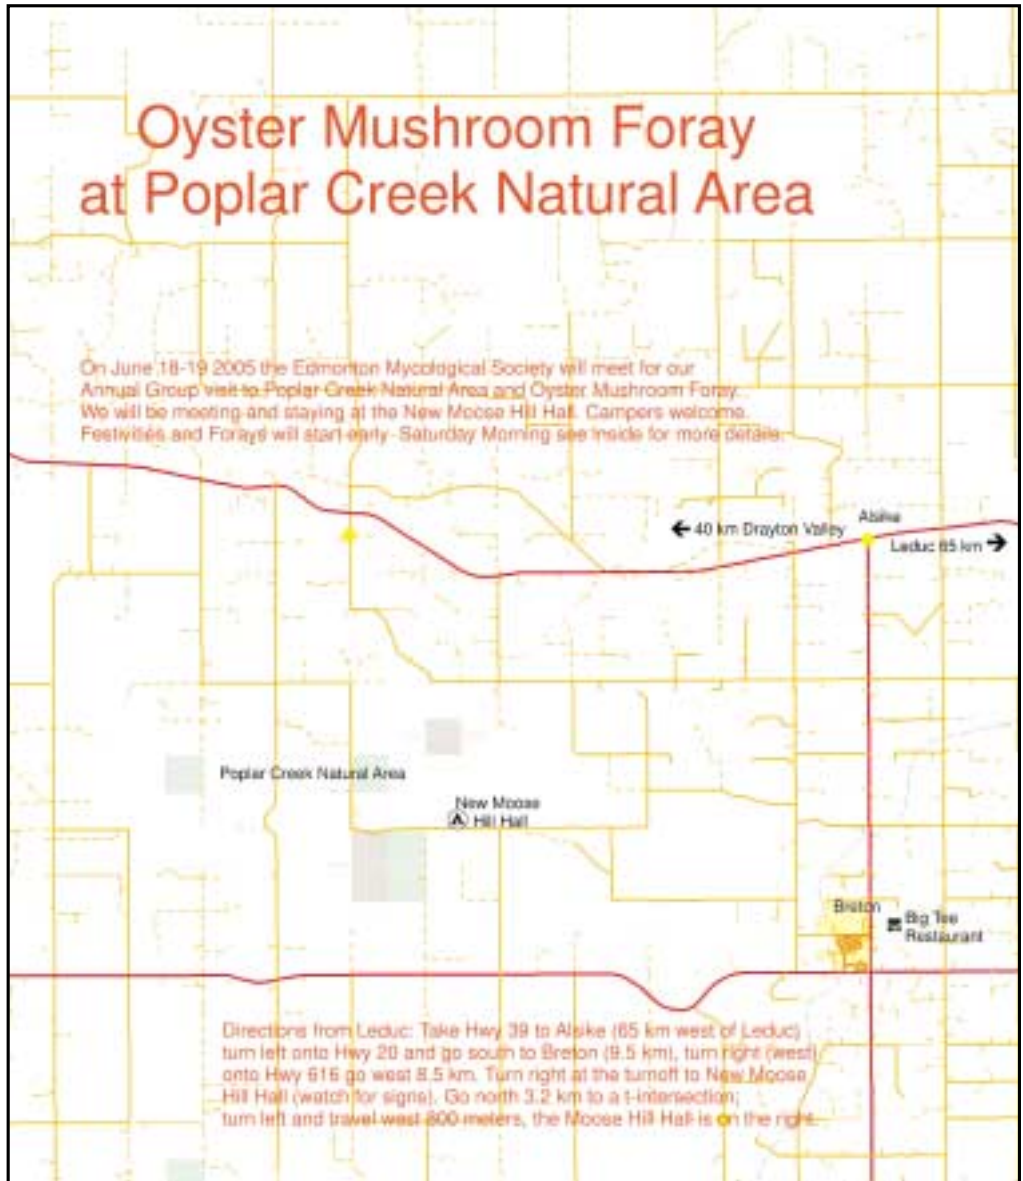 Oyster Mushroom Foray
at Poplar Creek Natural Area
On June 18-19 2005 the Edmonton Mycological Society will meet for our
Annual Group visit to Poplar Creek Natural Area and Oyster Mushroom Foray.
We will be meeting and staying at the New Moose Hill Hall. Campers welcome.
Festivities and Forays will start early Saturday Morning see inside for more details.
Alsike
40 km Drayton Valley
Leduc 65 km
Poplar Creek Natural Area
New Moose
Hill Hall
Breton
Big Tee
Restaurant
Directions from Leduc: Take Hwy 39 to Alsike (65 km west of Leduc)
turn left onto Hwy 20 and go south to Breton (9.5 km), turn right (west)
onto Hwy 616 go west 8.5 km. Turn right at the turnoff to New Moose
Hill Hall (watch for signs). Go north 3.2 km to a t-intersection;
turn left and travel west 800 meters, the Moose Hill Hall is on the right.